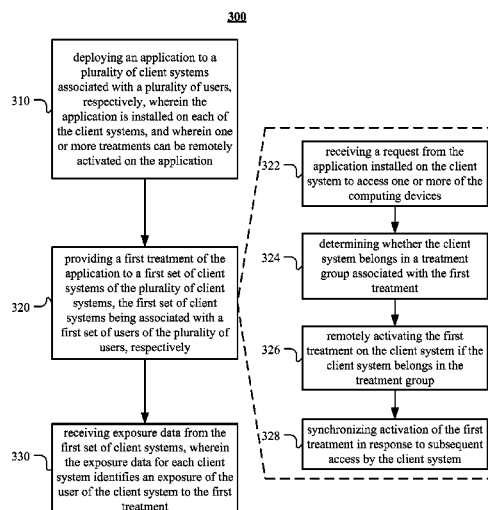 300
310
deploying an application to a
plurality of client systems
associated with a plurality of users,
respectively, wherein the
application is installed on each of
the client systems, and wherein one
or more treatments can be remotely
activated on the application
320
providing a first treatment of the
application to a first set of client
systems of the plurality of client
systems, the first set of client
systems being associated with a
first set of users of the plurality of
users, respectively
330
receiving exposure data from the
first set of client systems, wherein
the exposure data for each client
system identifies an exposure of
the user of the client system to the
first treatment
322
receiving a request from the
application installed on the client
system to access one or more of the
computing devices
324
determining whether the client
system belongs in a treatment
group associated with the first
treatment
326
remotely activating the first
treatment on the client system if the
client system belongs in the
treatment group
328
synchronizing activation of the first
treatment in response to subsequent
access by the client system